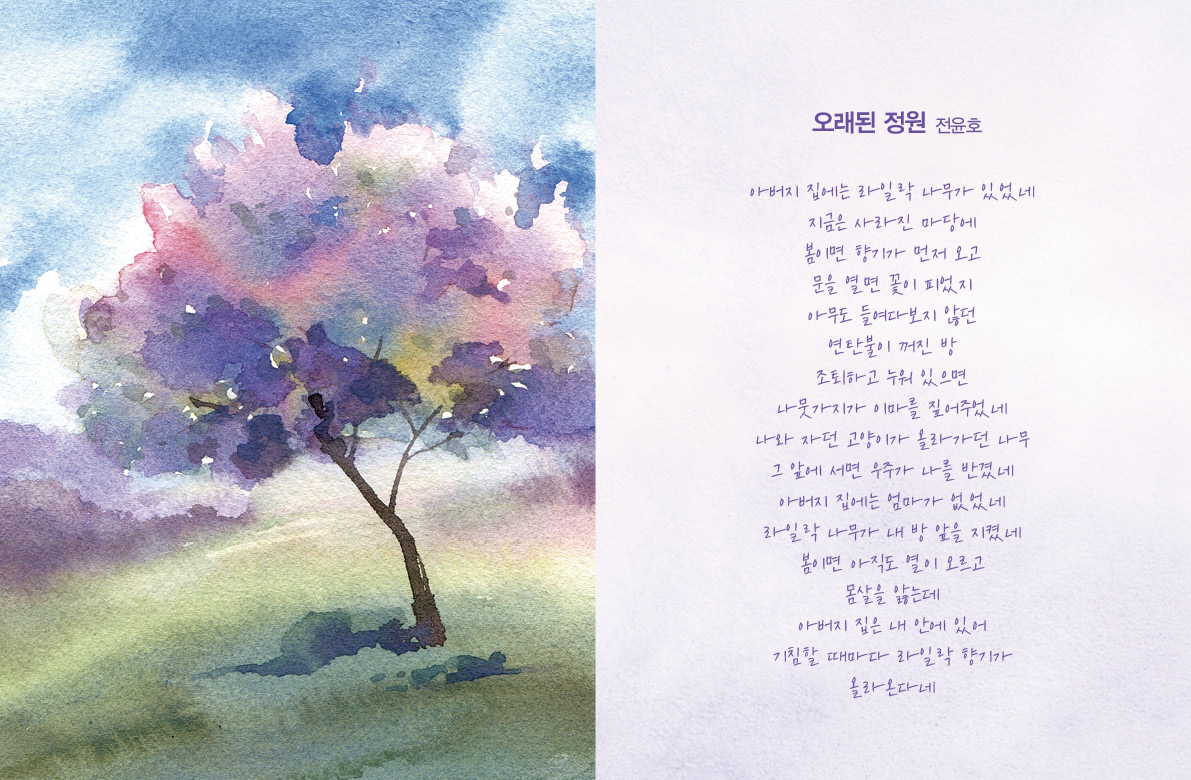 오래된 정원 전윤호
아버지 집에는 라일락 나무가 있었네
지금은 사라진 마당에
봄이면 향기가 먼저 오고
문을 열면 꽃이 피었지
아무도 들여다보지 않던
연탄불이 꺼진 방
조퇴하고 누워 있으면
나뭇가지가 이마를 짚어주었네
나와 자던 고양이가 올라가던 나무
그 앞에 서면 우주가 나를 반겼네
아버지 집에는 엄마가 없었네
라일락 나무가 내 방 앞을 지켰네
봄이면 아직도 열이 오르고
몸살을 앓는데
아버지 집은 내 안에 있어
기침할 때마다 라일락 향기가
올라온다네